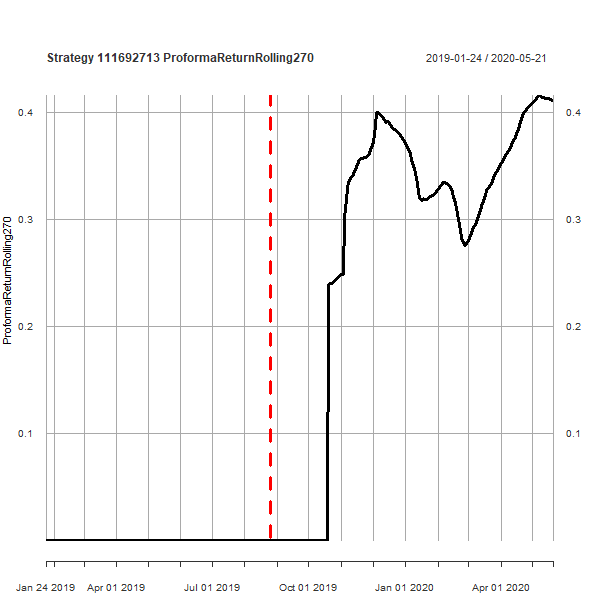 Strategy 111692713 ProformaReturnRolling270
2019-01-24 / 2020-05-21
0.4
0.4
0.3
0.3
0.2
0.2
0.1
0.1
ProformaReturnRolling270
Jan 24 2019
Apr 01 2019
Jul 01 2019
Oct 01 2019
Jan 01 2020
Apr 01 2020